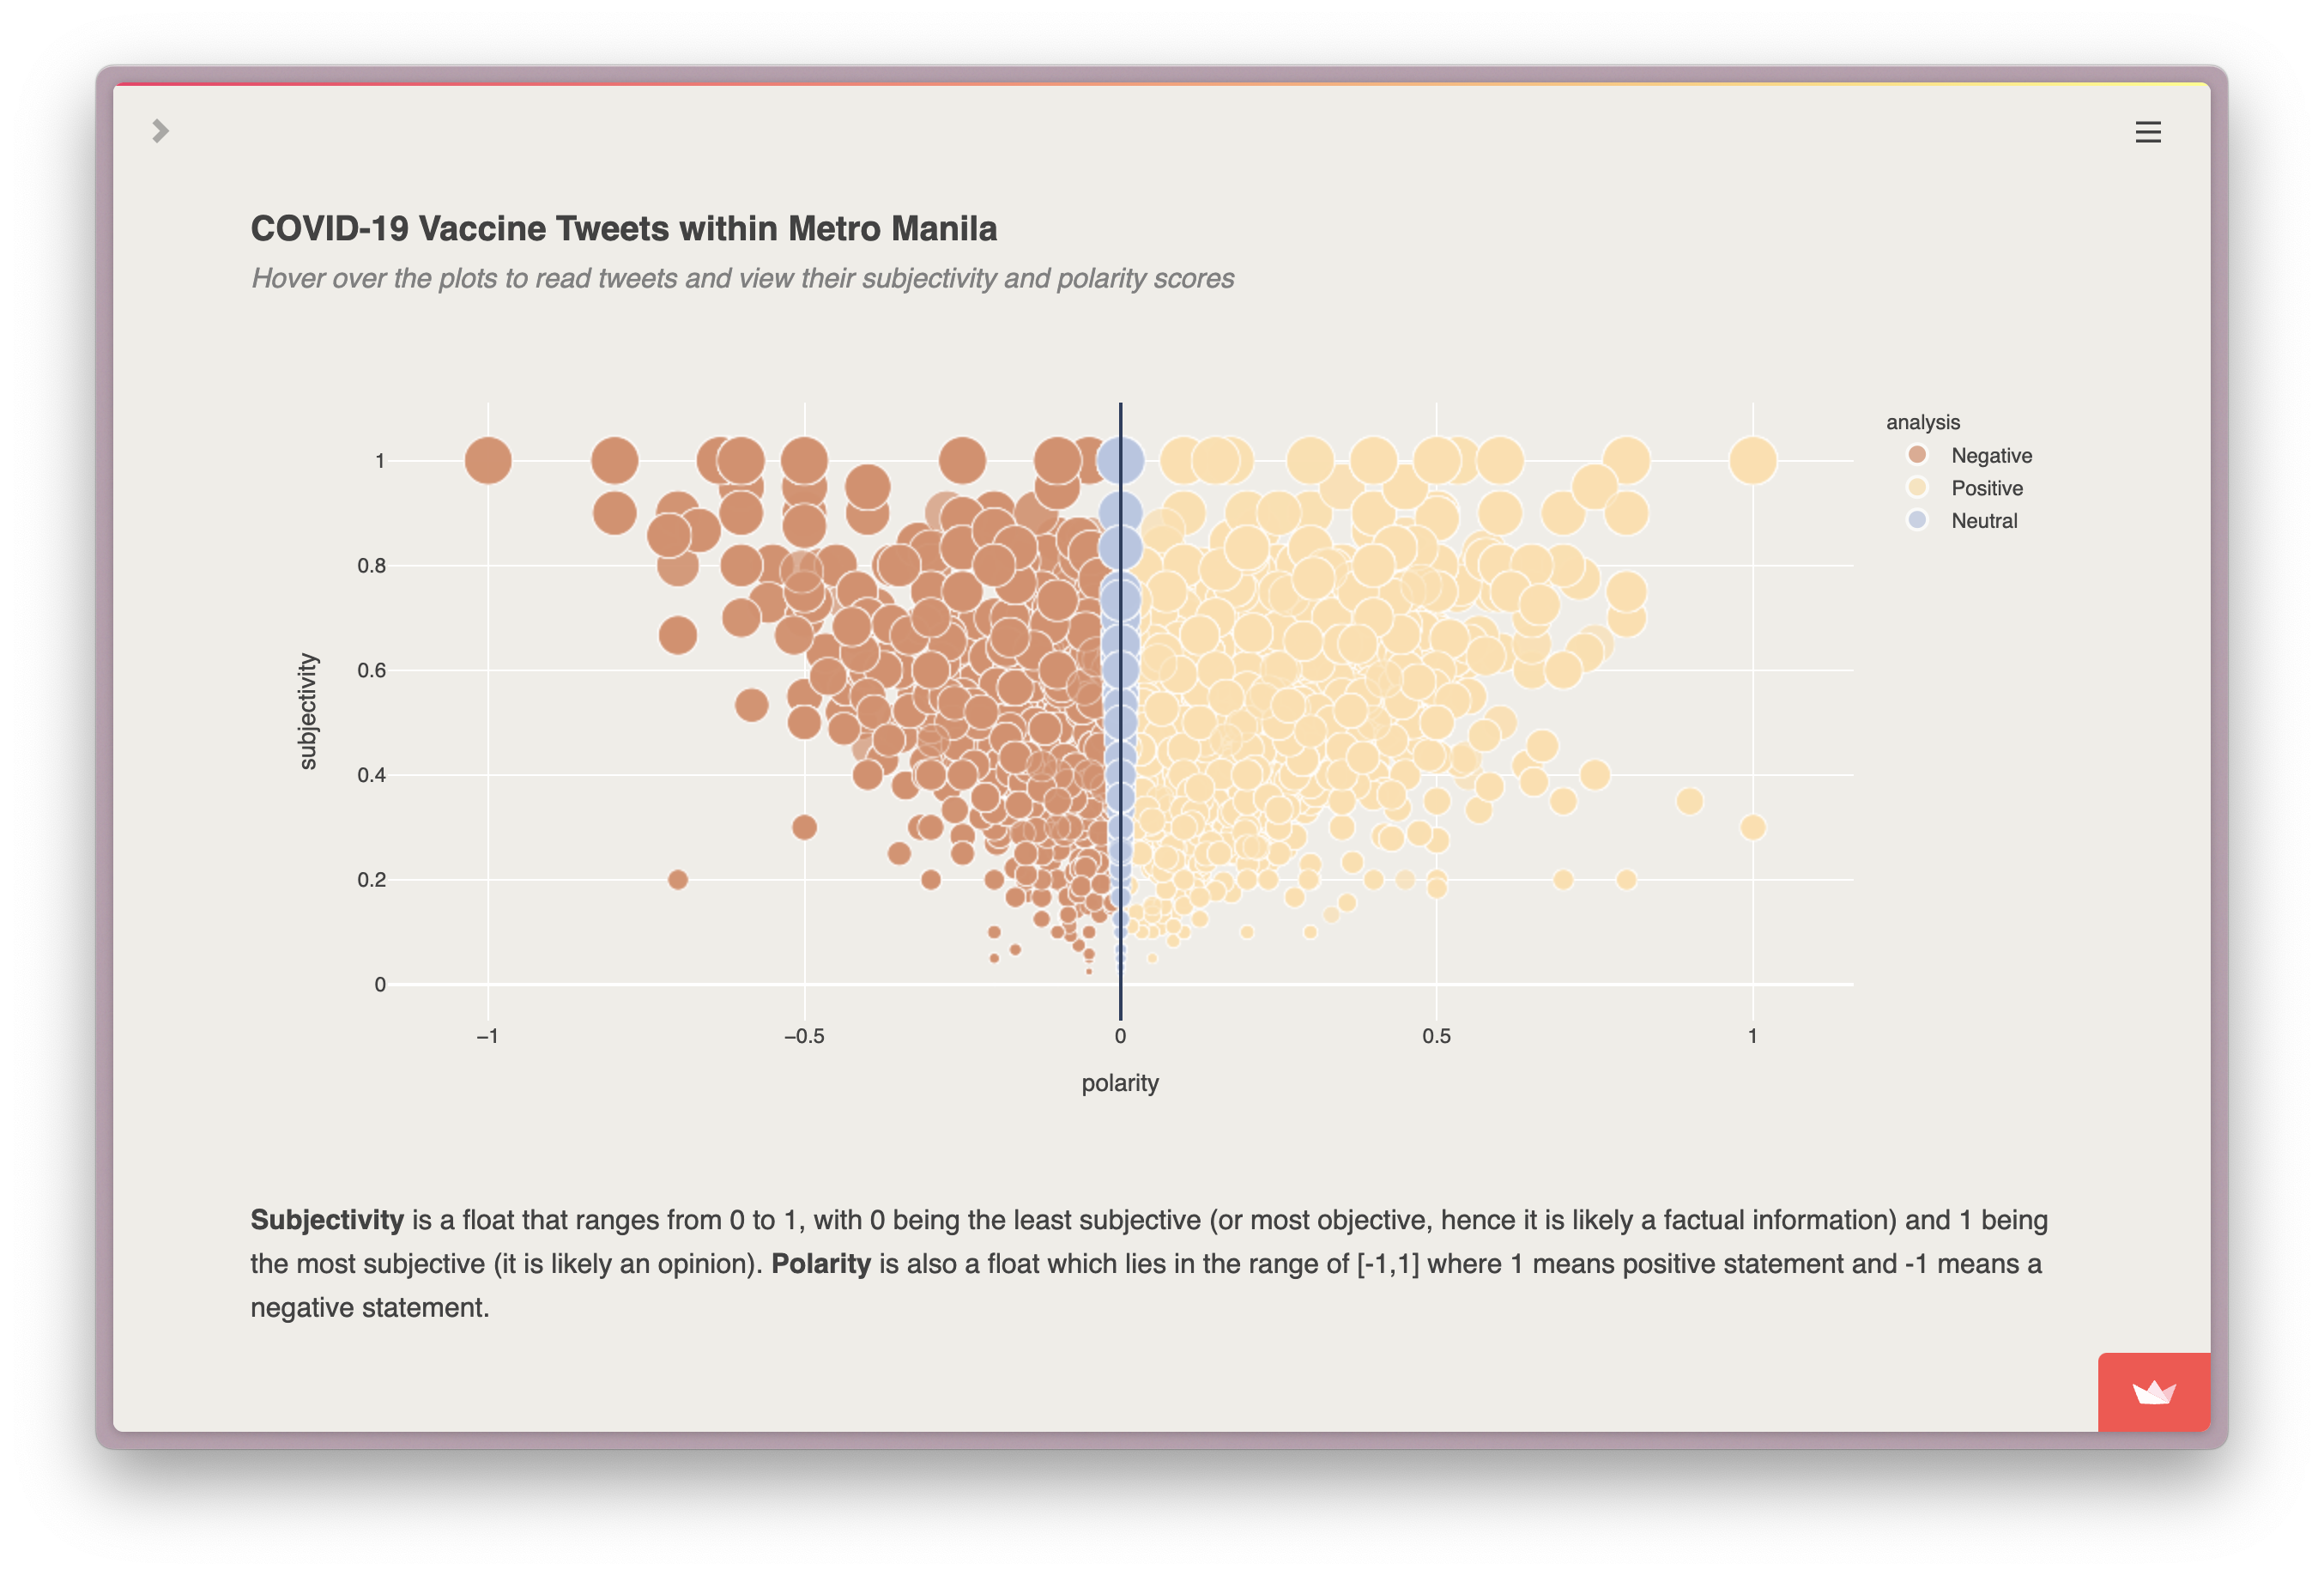 COVID-19 Vaccine Tweets within Metro Manila
Hover over the plots to read tweets and view their subjectivity and polarity scores
analysis
Negative
Positive
Neutral
1
0.8
0.6
0.4
0.2
0
subjectivity
−1
−0.5
0
0.5
1
polarity
Subjectivity is a float that ranges from 0 to 1, with 0 being the least subjective (or most objective, hence it is likely a factual information) and 1 being
the most subjective (it is likely an opinion). Polarity is also a float which lies in the range of [-1,1] where 1 means positive statement and -1 means a
negative statement.